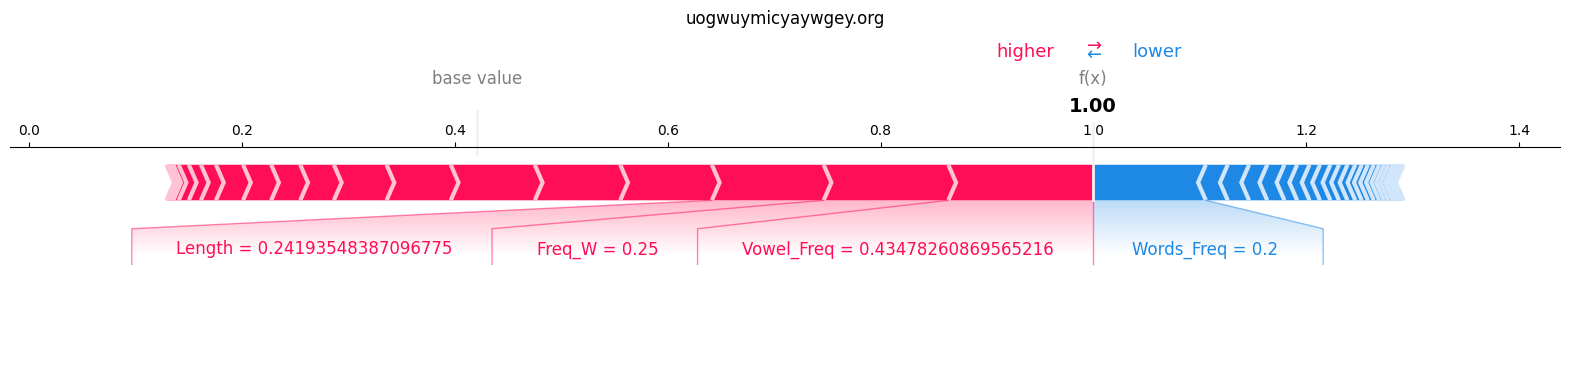 uogwuymicyaywgey.org
higher ⇄ lower
base value f(x)
1.00
0.0 0.2 0.4 0.6 0.8 1.0 1.2 1.4
Length = 0.24193548387096775 Freq_W = 0.25 Vowel_Freq = 0.43478260869565216 Words_Freq = 0.2